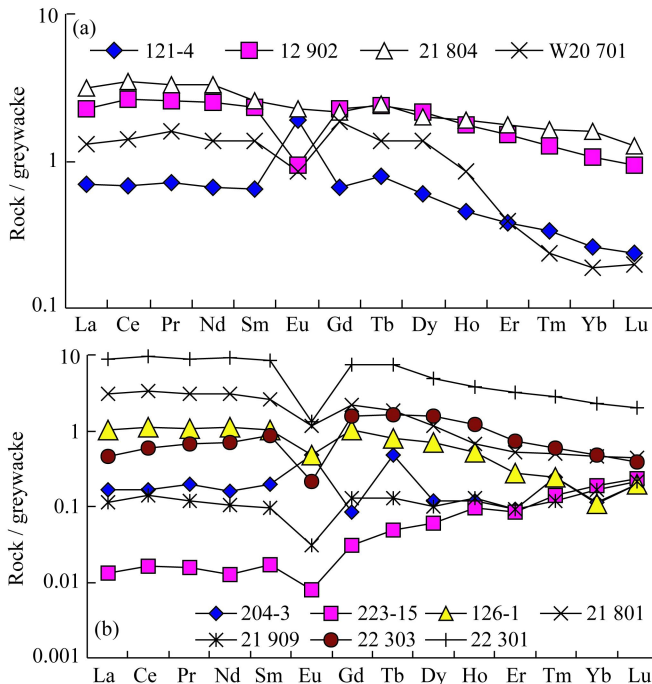 (a)
121-4 12 902 21 804 W20 701
10
1
0.1
Rock / greywacke
La Ce Pr Nd Sm Eu Gd Tb Dy Ho Er Tm Yb Lu
10
1
0.1
0.01
0.001
Rock / greywacke
204-3 223-15 126-1 21 801
21 909 22 303 22 301
(b)
La Ce Pr Nd Sm Eu Gd Tb Dy Ho Er Tm Yb Lu